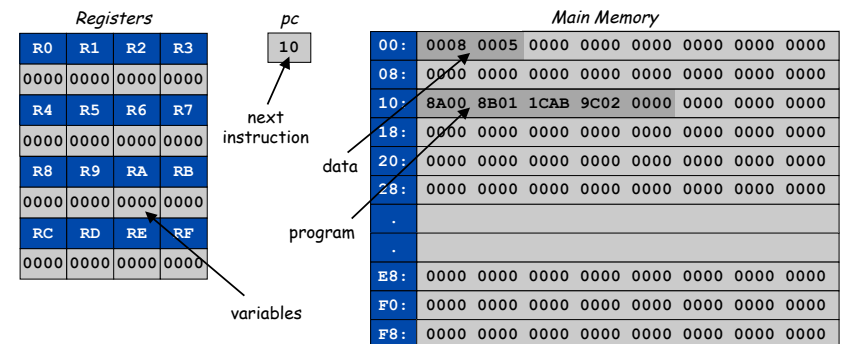 Registers
R0 R1 R2 R3
0000 0000 0000 0000
R4 R5 R6 R7
0000 0000 0000 0000
R8 R9 RA RB
0000 0000 0000 0000
RC RD RE RF
0000 0000 0000 0000
variables
pc
10
next
instruction
Main Memory
00: 0008 0005 0000 0000 0000 0000 0000 0000
08: 0000 0000 0000 0000 0000 0000 0000 0000
10: 8A00 8B01 1CAB 9C02 0000 0000 0000 0000
18: 0000 0000 0000 0000 0000 0000 0000 0000
20: 0000 0000 0000 0000 0000 0000 0000 0000
28: 0000 0000 0000 0000 0000 0000 0000 0000
.
.
E8: 0000 0000 0000 0000 0000 0000 0000 0000
F0: 0000 0000 0000 0000 0000 0000 0000 0000
F8: 0000 0000 0000 0000 0000 0000 0000 0000
data
program